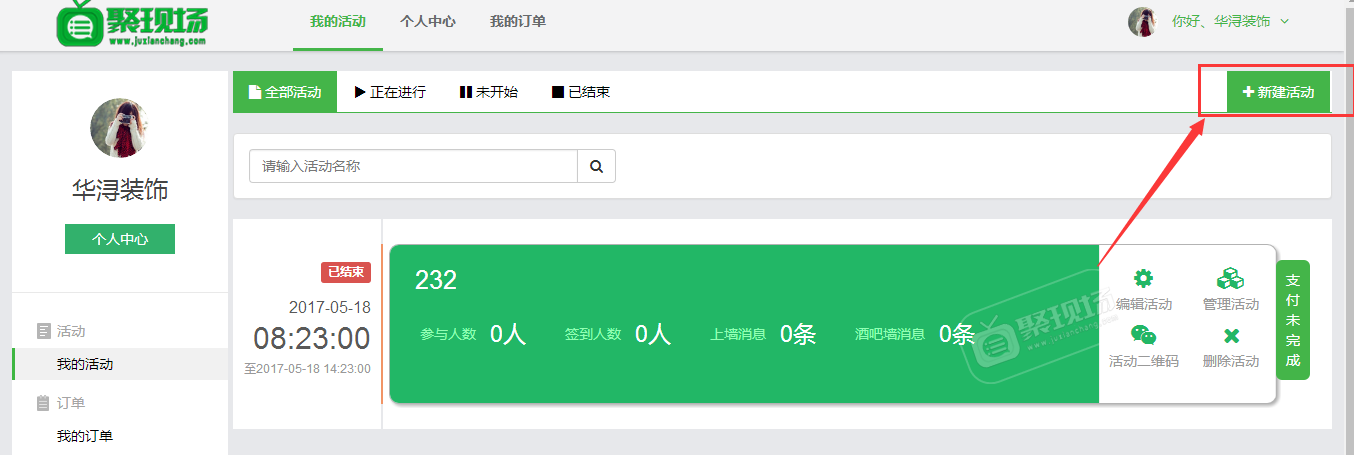 聚现场
www.juxianchang.com
我的活动 个人中心 我的订单
你好、华浔装饰
华浔装饰
个人中心
活动
我的活动
订单
我的订单
全部活动 正在进行 未开始 已结束
新建活动
请输入活动名称
已结束
2017-05-18
08:23:00
至2017-05-18 14:23:00
232
参与人数 0人 签到人数 0人 上墙消息 0条 酒吧墙消息 0条
聚现场
www.juxianchang.com
编辑活动 管理活动
活动二维码 删除活动
支付未完成